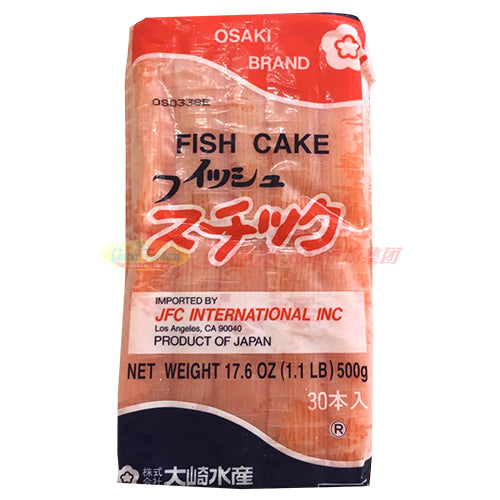 OSAKI
BRAND
OS0339E
FISH CAKE
フィッシュ
スチック
集团
IMPORTED BY
JFC INTERNATIONAL INC
Los Angeles, CA 90040
PRODUCT OF JAPAN
NET WEIGHT 17.6 OZ (1.1 LB) 500g
30本入
®
株式 大崎水産